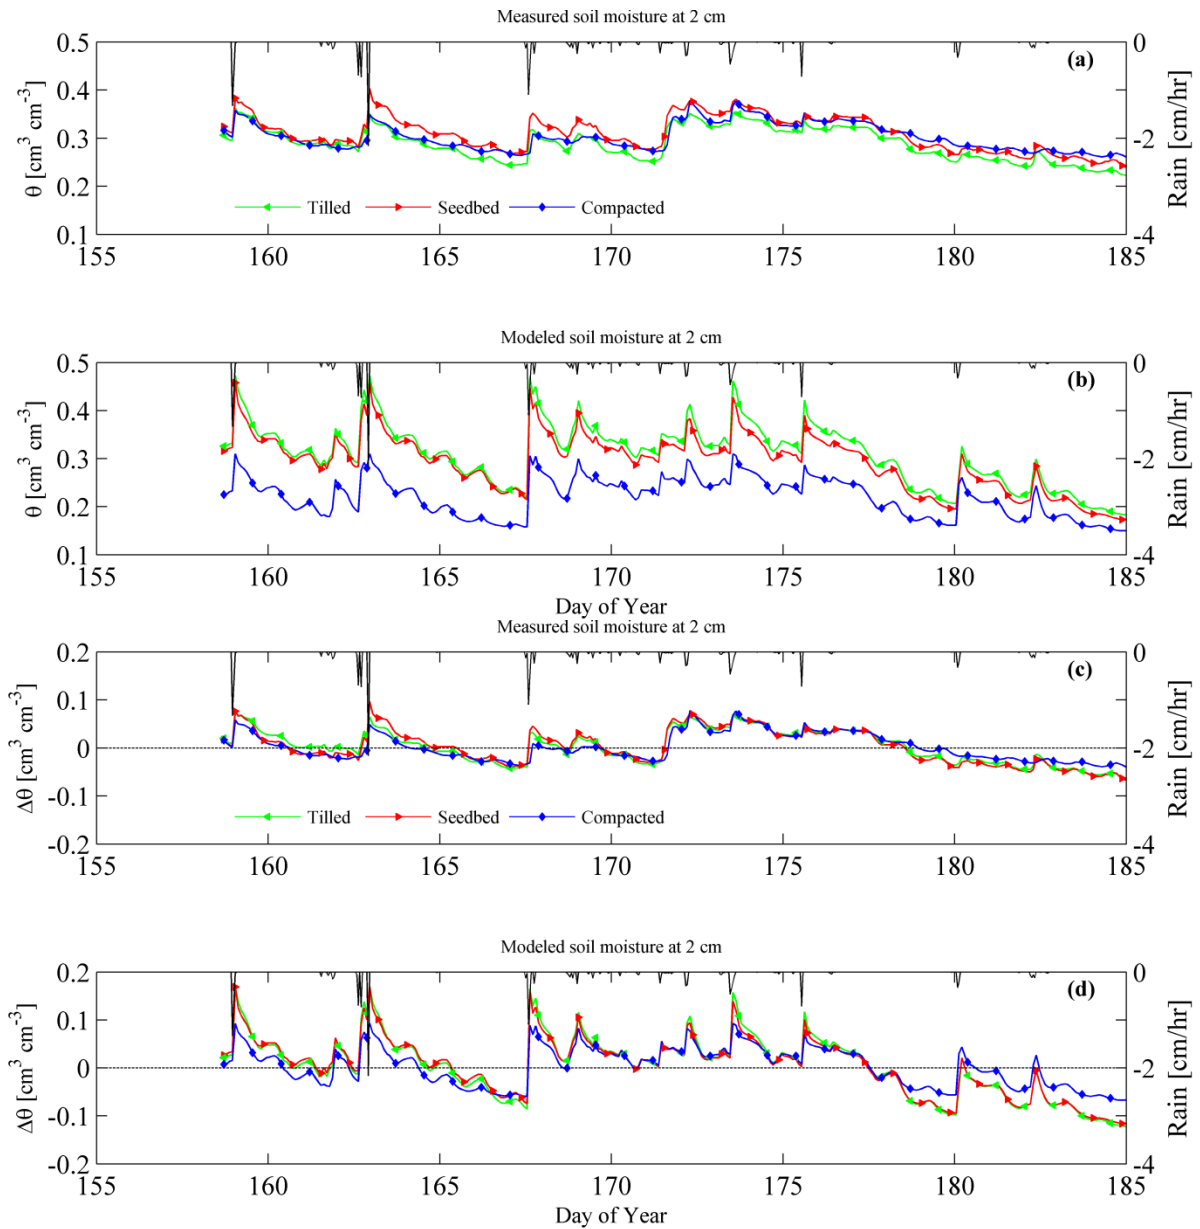 Measured soil moisture at 2 cm
0.5
0.4
0.3
0.2
0.1
θ [cm³ cm⁻³]
(a)
0
-2
-4
Rain [cm/hr]
Tilled Seedbed Compacted
155 160 165 170 175 180 185
Modeled soil moisture at 2 cm
0.5
0.4
0.3
0.2
0.1
θ [cm³ cm⁻³]
(b)
0
-2
-4
Rain [cm/hr]
155 160 165 170 175 180 185
Day of Year
Measured soil moisture at 2 cm
0.2
0.1
0
-0.1
-0.2
Δθ [cm³ cm⁻³]
(c)
0
-2
-4
Rain [cm/hr]
Tilled Seedbed Compacted
155 160 165 170 175 180 185
Modeled soil moisture at 2 cm
0.2
0.1
0
-0.1
-0.2
Δθ [cm³ cm⁻³]
(d)
0
-2
-4
Rain [cm/hr]
155 160 165 170 175 180 185
Day of Year